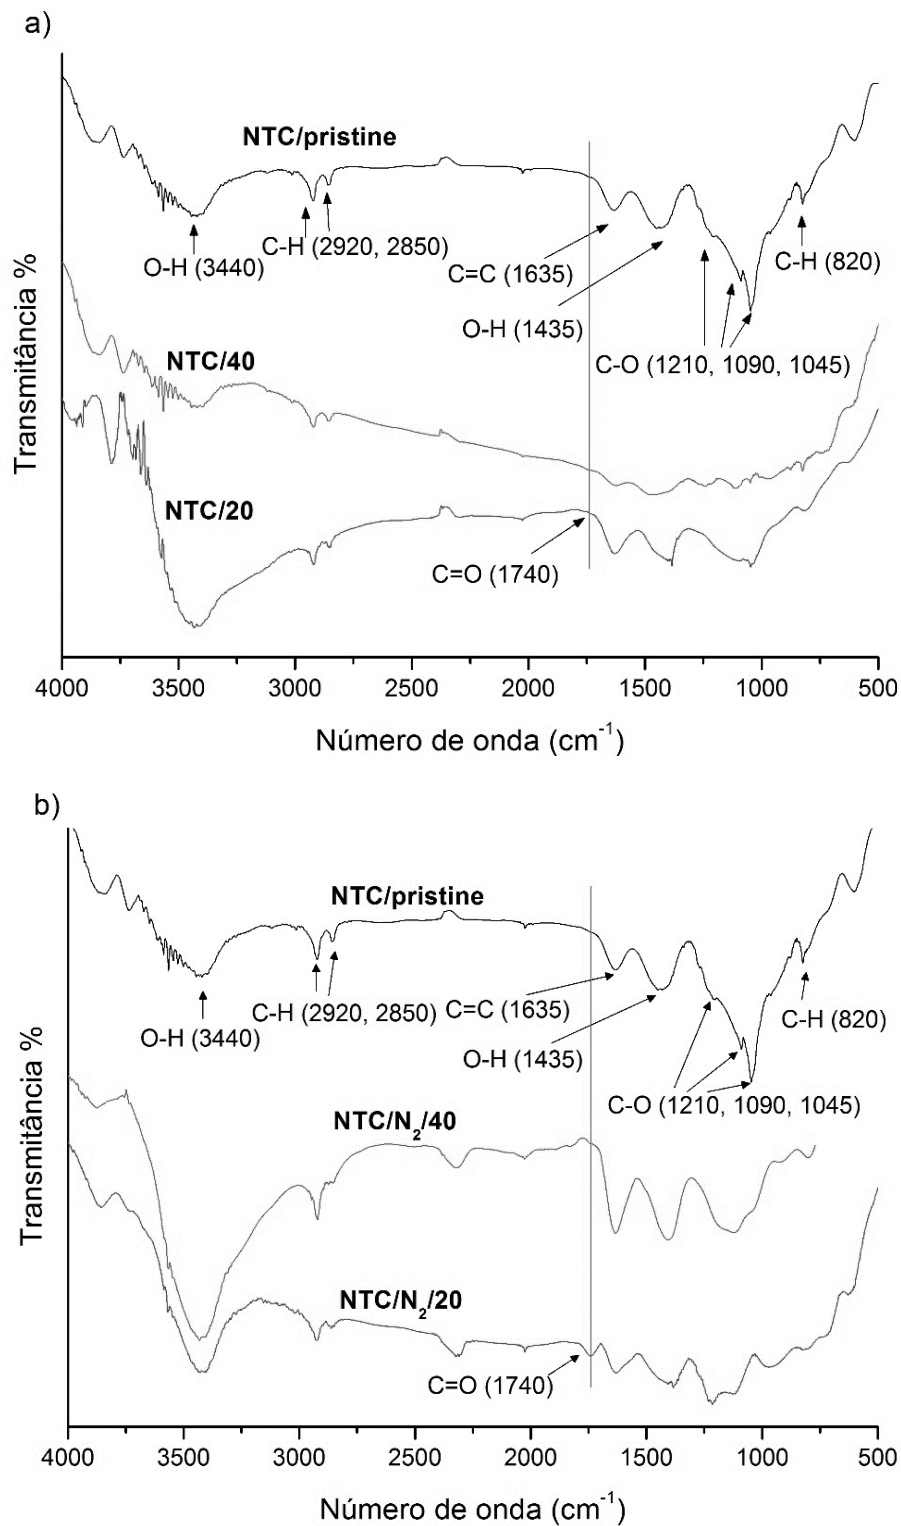 a)
NTC/pristine
C-H (2920, 2850)
O-H (3440)
C=C (1635)
C-H (820)
O-H (1435)
NTC/40
C-O (1210, 1090, 1045)
NTC/20
C=O (1740)
Transmitância %
4000 3500 3000 2500 2000 1500 1000 500
Número de onda (cm-1)
b)
NTC/pristine
C-H (2920, 2850)
C=C (1635)
C-H (820)
O-H (3440)
O-H (1435)
C-O (1210, 1090, 1045)
NTC/N2/40
NTC/N2/20
C=O (1740)
Transmitância %
4000 3500 3000 2500 2000 1500 1000 500
Número de onda (cm-1)